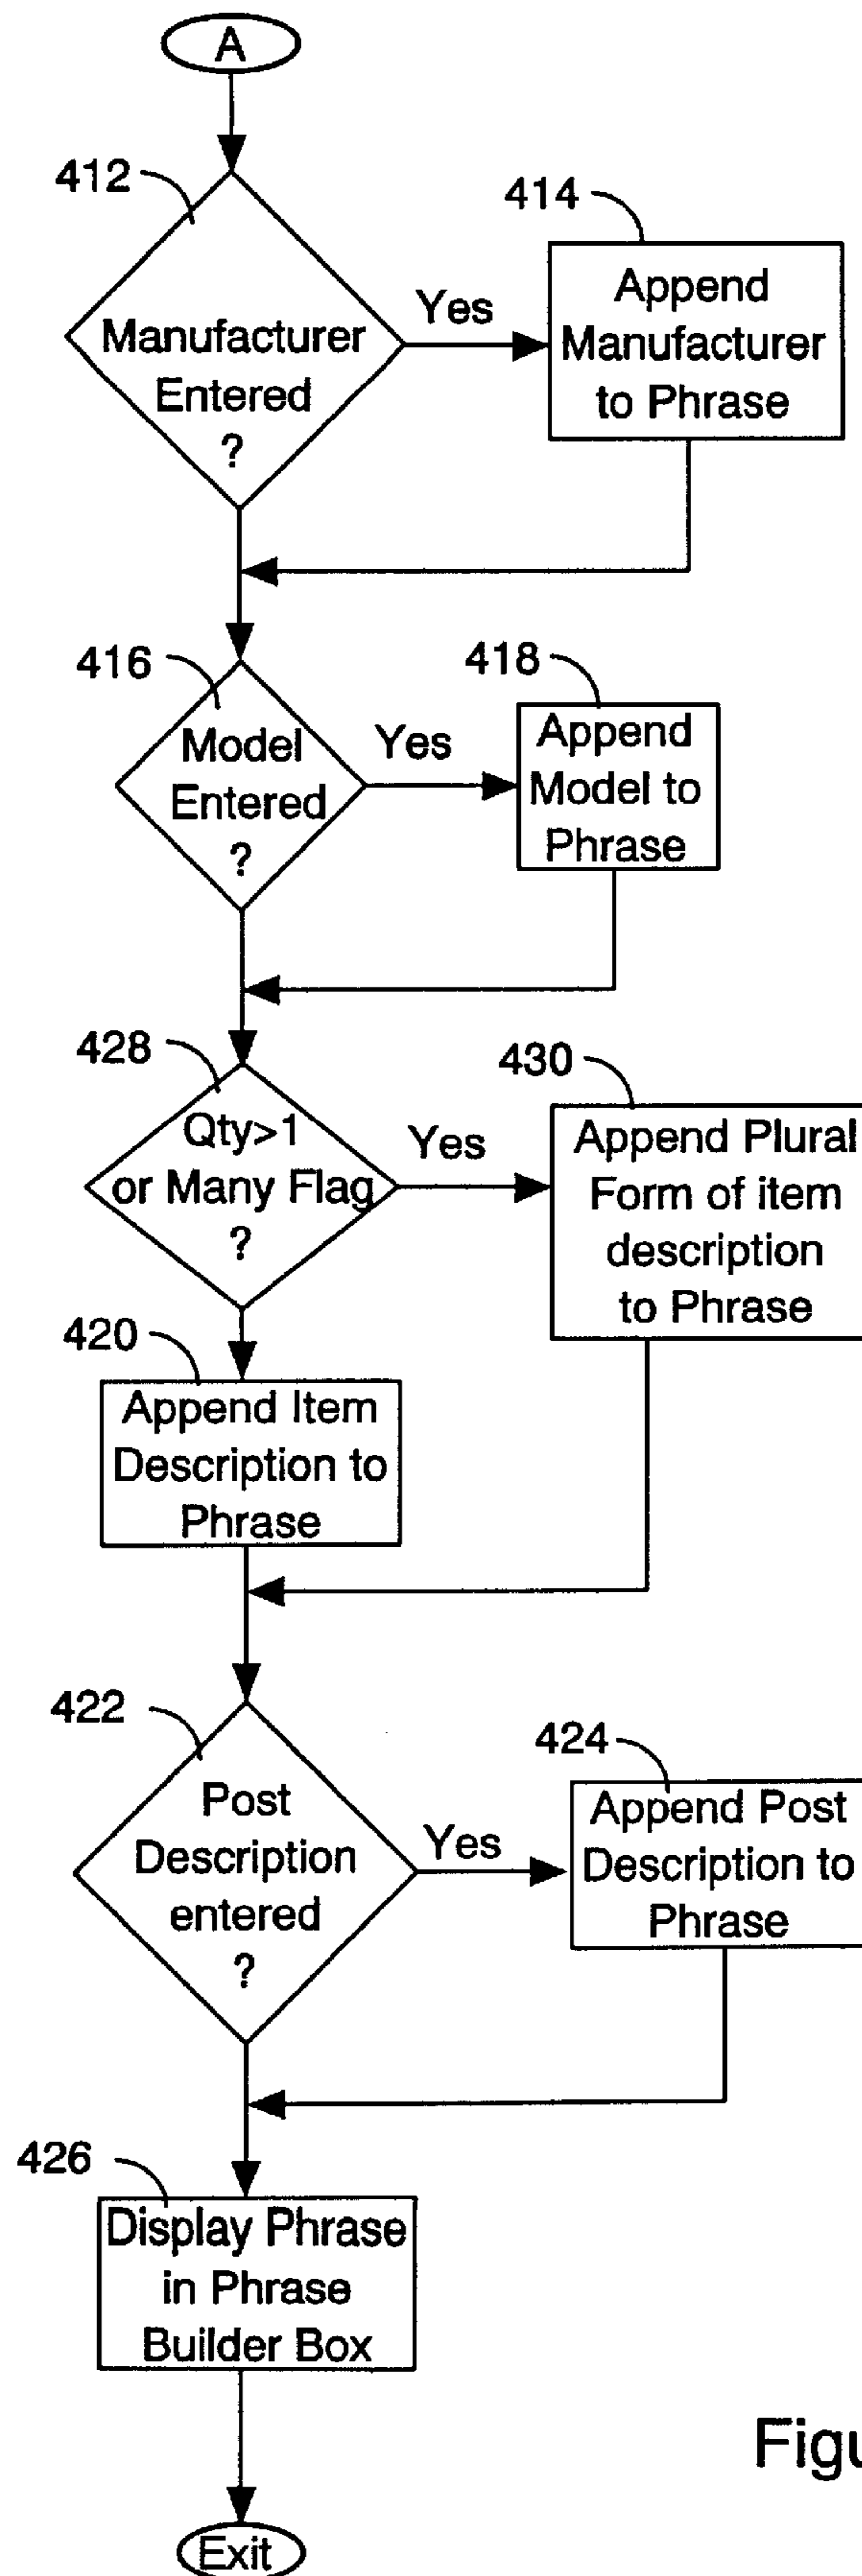 A
412
Manufacturer
Entered
?
Yes
414
Append
Manufacturer
to Phrase
416
Model
Entered
?
Yes
418
Append
Model to
Phrase
428
Qty>1
or Many Flag
?
Yes
430
Append Plural
Form of item
description
to Phrase
420
Append Item
Description to
Phrase
422
Post
Description
entered
?
Yes
424
Append Post
Description to
Phrase
426
Display Phrase
in Phrase
Builder Box
Exit